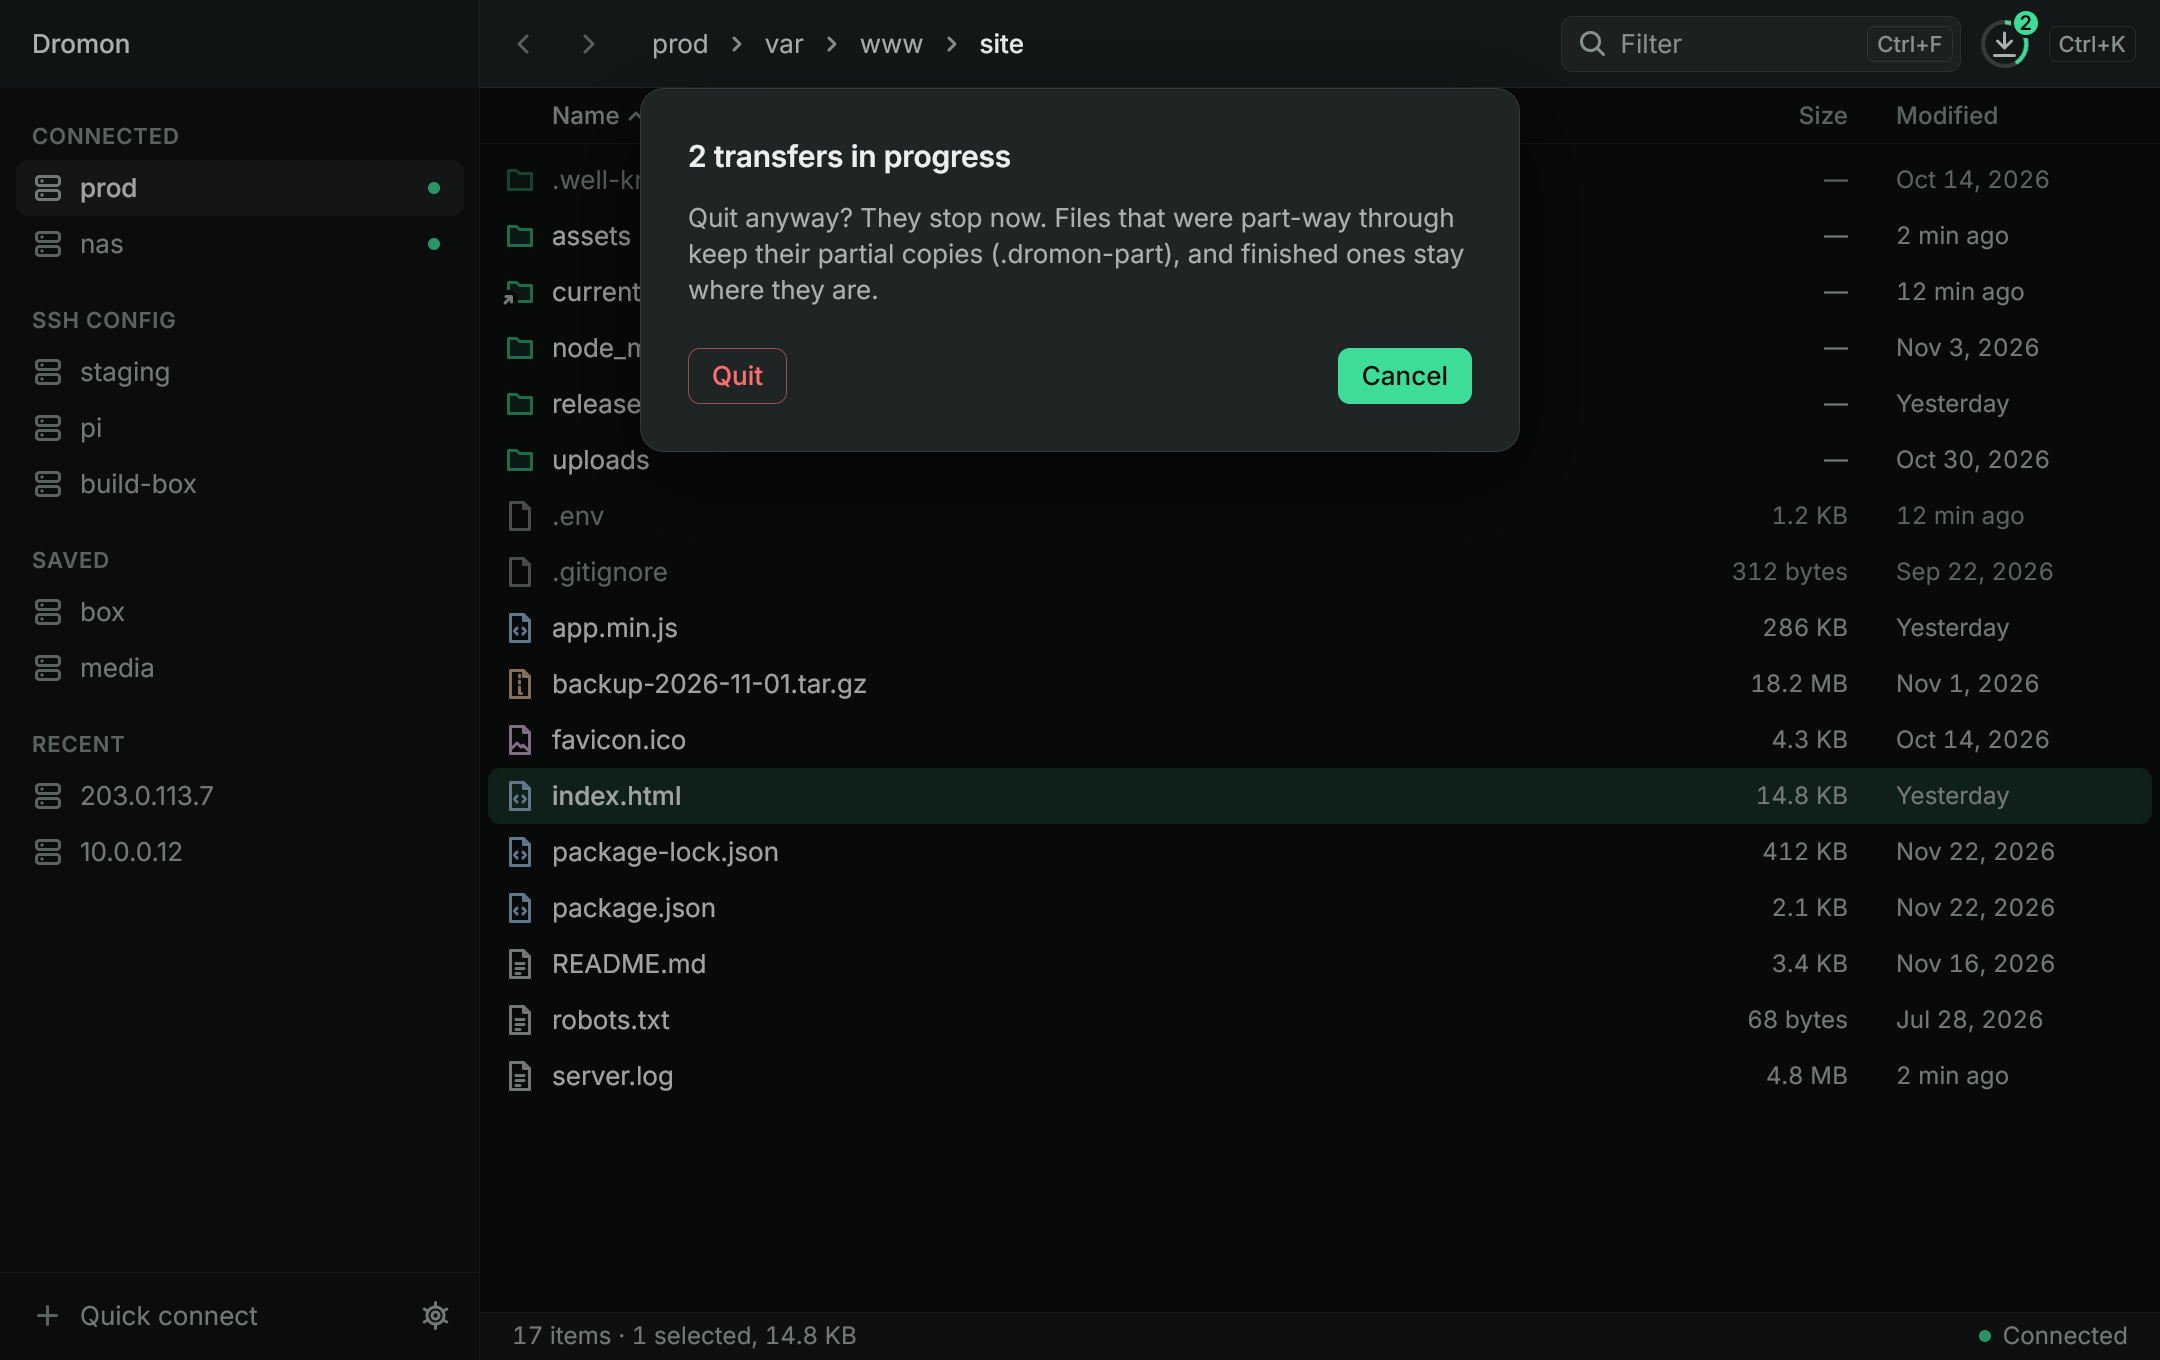 Dromon
prod var www site
Filter Ctrl+F 2 Ctrl+K
CONNECTED
prod
nas
SSH CONFIG
staging
pi
build-box
SAVED
box
media
RECENT
203.0.113.7
10.0.0.12
Quick connect
Name Size Modified
2 transfers in progress
Quit anyway? They stop now. Files that were part-way through
keep their partial copies (.dromon-part), and finished ones stay
where they are.
Quit Cancel
— Oct 14, 2026
assets — 2 min ago
current — 12 min ago
— Nov 3, 2026
— Yesterday
uploads — Oct 30, 2026
.env 1.2 KB 12 min ago
.gitignore 312 bytes Sep 22, 2026
app.min.js 286 KB Yesterday
backup-2026-11-01.tar.gz 18.2 MB Nov 1, 2026
favicon.ico 4.3 KB Oct 14, 2026
index.html 14.8 KB Yesterday
package-lock.json 412 KB Nov 22, 2026
package.json 2.1 KB Nov 22, 2026
README.md 3.4 KB Nov 16, 2026
robots.txt 68 bytes Jul 28, 2026
server.log 4.8 MB 2 min ago
17 items · 1 selected, 14.8 KB
Connected